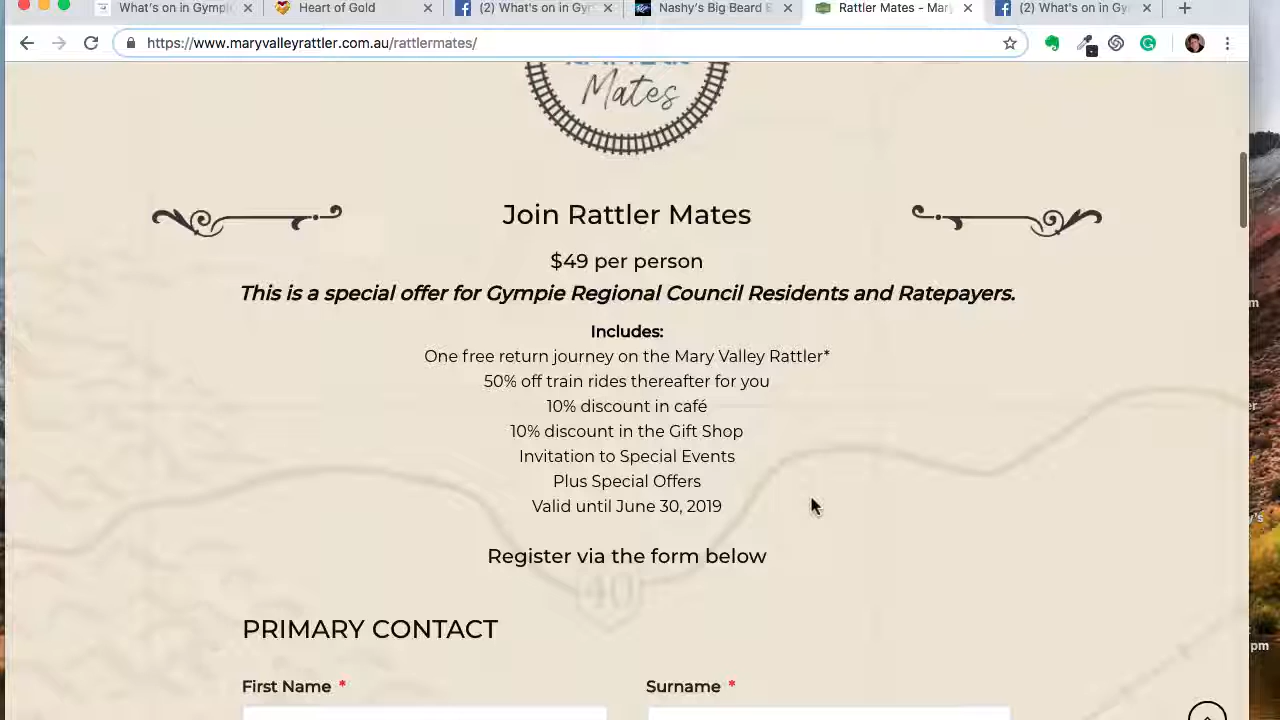 What's on in Gympi
Heart of Gold
(2) What's on in Gy
Nashy's Big Beard E
Rattler Mates - Mary
(2) What's on in Gy
https://www.maryvalleyrattler.com.au/rattlermates/
Mates
Join Rattler Mates
$49 per person
This is a special offer for Gympie Regional Council Residents and Ratepayers.
Includes:
One free return journey on the Mary Valley Rattler*
50% off train rides thereafter for you
10% discount in café
10% discount in the Gift Shop
Invitation to Special Events
Plus Special Offers
Valid until June 30, 2019
Register via the form below
40
PRIMARY CONTACT
First Name *
Surname *
pm